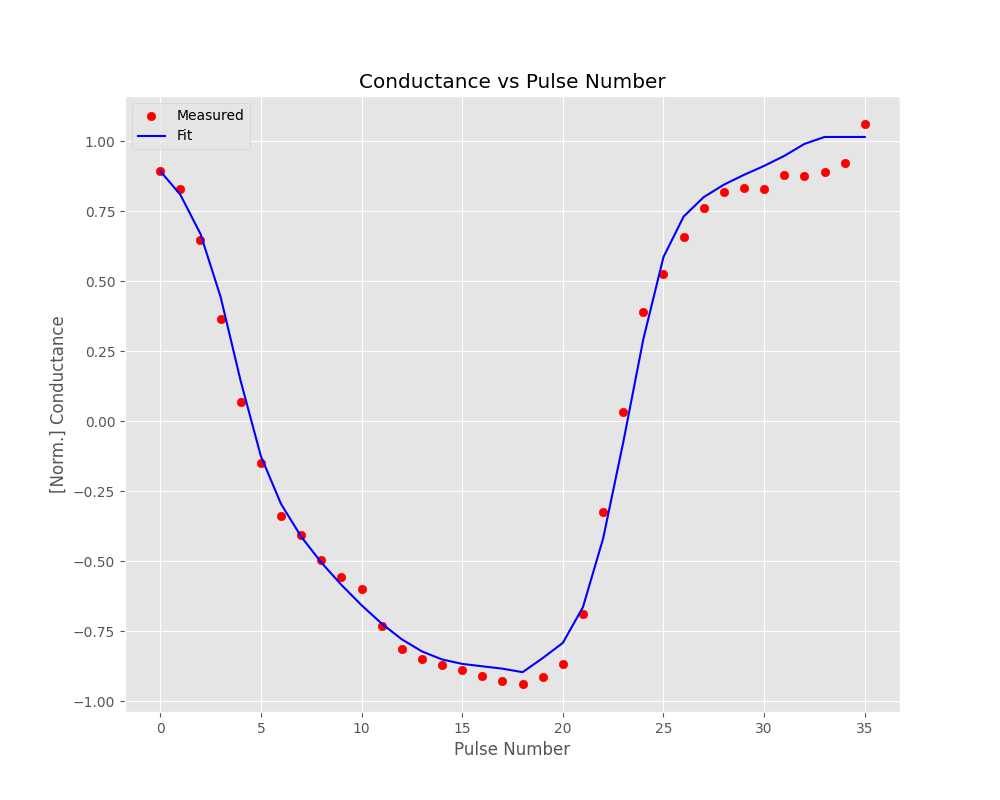 Conductance vs Pulse Number
Measured
Fit
1.00
0.75
0.50
0.25
0.00
−0.25
−0.50
−0.75
−1.00
[Norm.] Conductance
0 5 10 15 20 25 30 35
Pulse Number